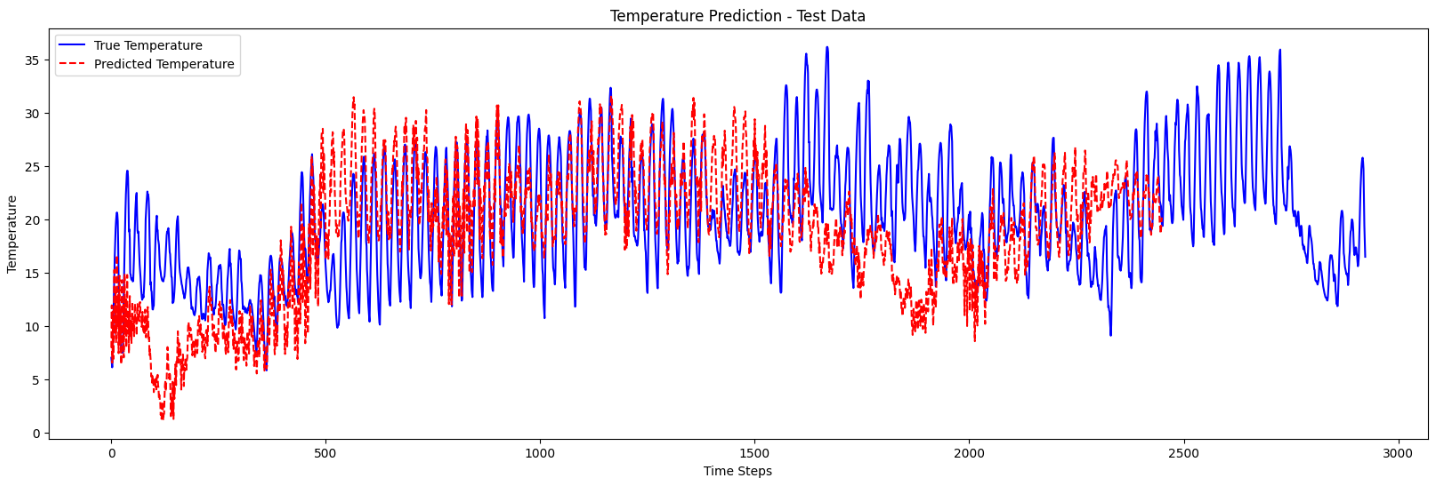 Temperature Prediction - Test Data
True Temperature
Predicted Temperature
Temperature
35
30
25
20
15
10
5
0
0 500 1000 1500 2000 2500 3000
Time Steps